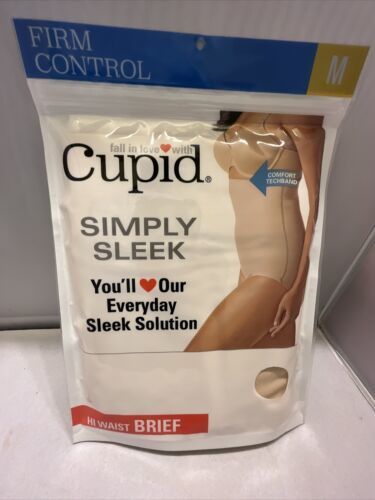 FIRM
CONTROL
M
fall in love with
Cupid®
COMFORT
TECHBAND
SIMPLY
SLEEK
You'll ❤ Our
Everyday
Sleek Solution
HI WAIST BRIEF